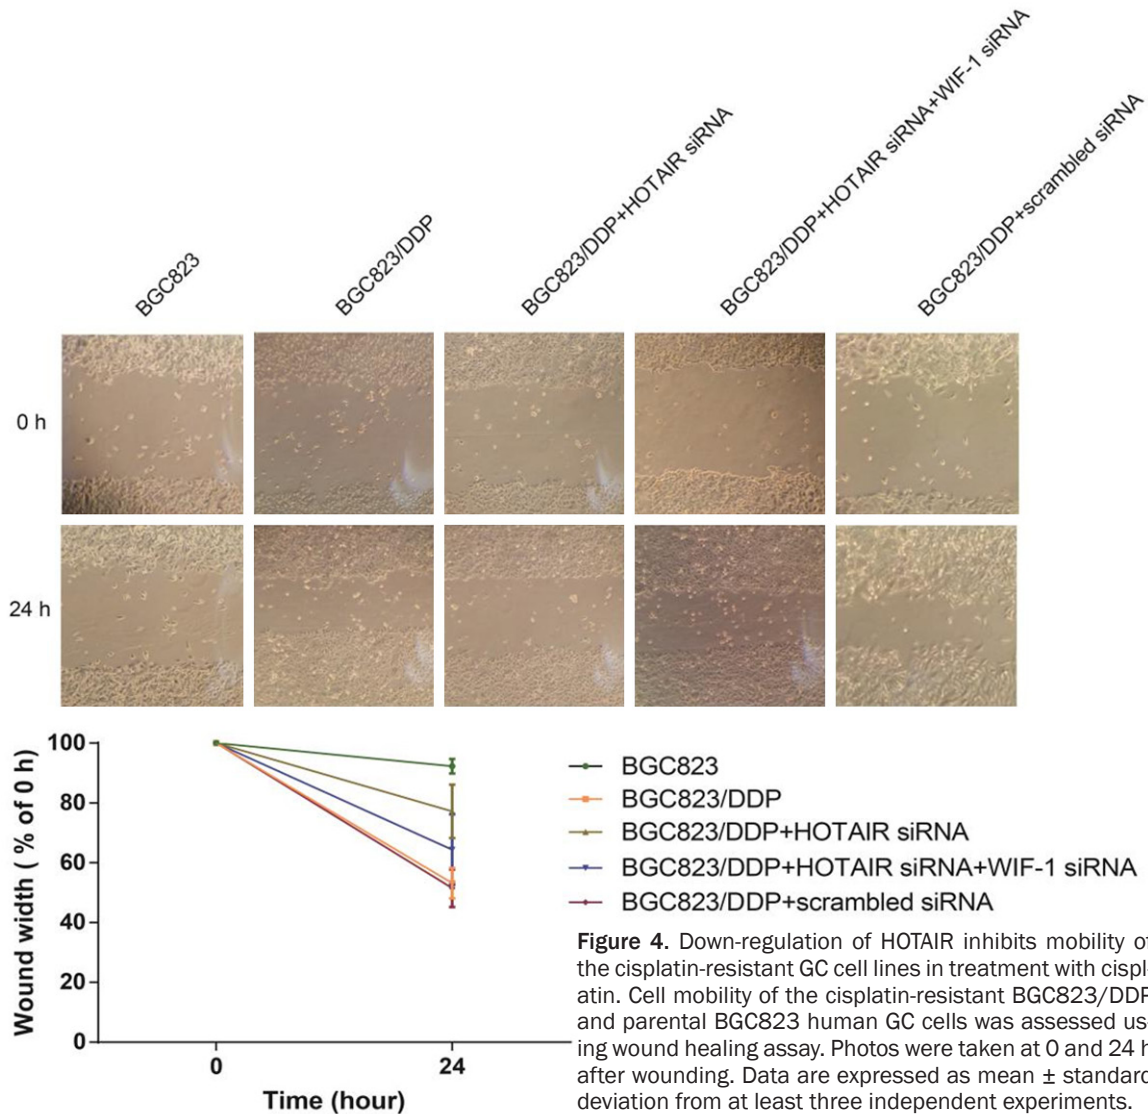 BGC823
BGC823/DDP
BGC823/DDP+HOTAIR siRNA
BGC823/DDP+HOTAIR siRNA+WIF-1 siRNA
BGC823/DDP+scrambled siRNA
0 h
24 h
Wound width ( % of 0 h)
100
80
60
40
20
0
0
24
Time (hour)
BGC823
BGC823/DDP
BGC823/DDP+HOTAIR siRNA
BGC823/DDP+HOTAIR siRNA+WIF-1 siRNA
BGC823/DDP+scrambled siRNA
Figure 4. Down-regulation of HOTAIR inhibits mobility of
the cisplatin-resistant GC cell lines in treatment with cispl-
atin. Cell mobility of the cisplatin-resistant BGC823/DDP
and parental BGC823 human GC cells was assessed us-
ing wound healing assay. Photos were taken at 0 and 24 h
after wounding. Data are expressed as mean ± standard
deviation from at least three independent experiments.